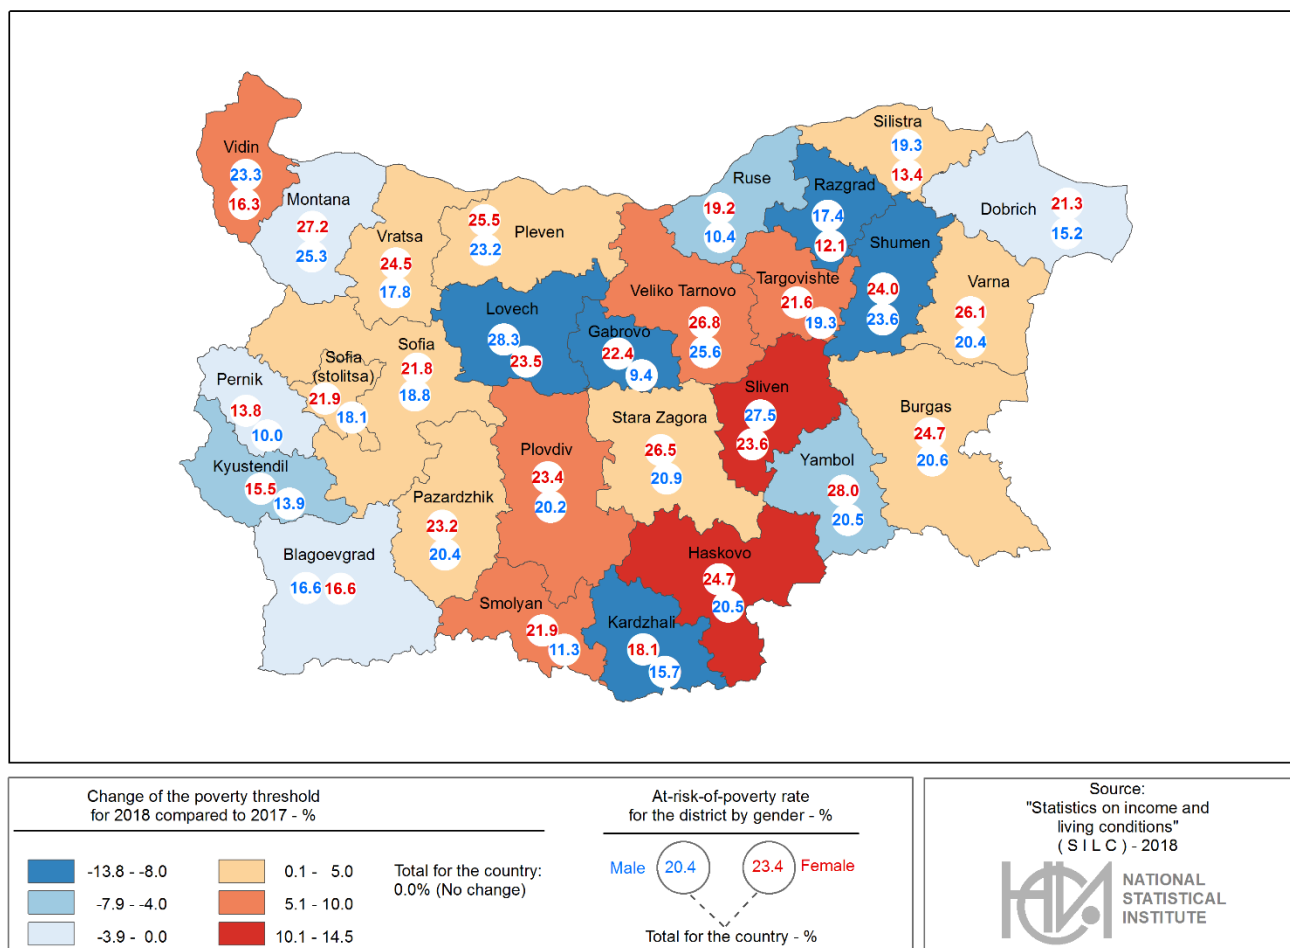 Silistra
19.3
13.4
Vidin
23.3
16.3
Ruse
19.2
10.4
Razgrad
17.4
12.1
Montana
27.2
25.3
Dobrich
21.3
15.2
Vratsa
24.5
17.8
Pleven
25.5
23.2
Shumen
24.0
23.6
Targovishte
21.6
19.3
Varna
26.1
20.4
Veliko Tarnovo
26.8
25.6
Lovech
28.3
23.5
Gabrovo
22.4
9.4
Sofia
21.8
18.8
Sofia
(stolitsa)
21.9
18.1
Pernik
13.8
10.0
Sliven
27.5
23.6
Burgas
24.7
20.6
Stara Zagora
26.5
20.9
Plovdiv
23.4
20.2
Yambol
28.0
20.5
Kyustendil
15.5
13.9
Pazardzhik
23.2
20.4
Blagoevgrad
16.6 16.6
Haskovo
24.7
20.5
Smolyan
21.9
11.3
Kardzhali
18.1
15.7
Change of the poverty threshold
for 2018 compared to 2017 - %
-13.8 - -8.0
-7.9 - -4.0
-3.9 - 0.0
0.1 - 5.0
5.1 - 10.0
10.1 - 14.5
Total for the country:
0.0% (No change)
At-risk-of-poverty rate
for the district by gender - %
Male 20.4 23.4 Female
Total for the country - %
Source:
"Statistics on income and
living conditions"
( S I L C ) - 2018
НСИ
NATIONAL
STATISTICAL
INSTITUTE